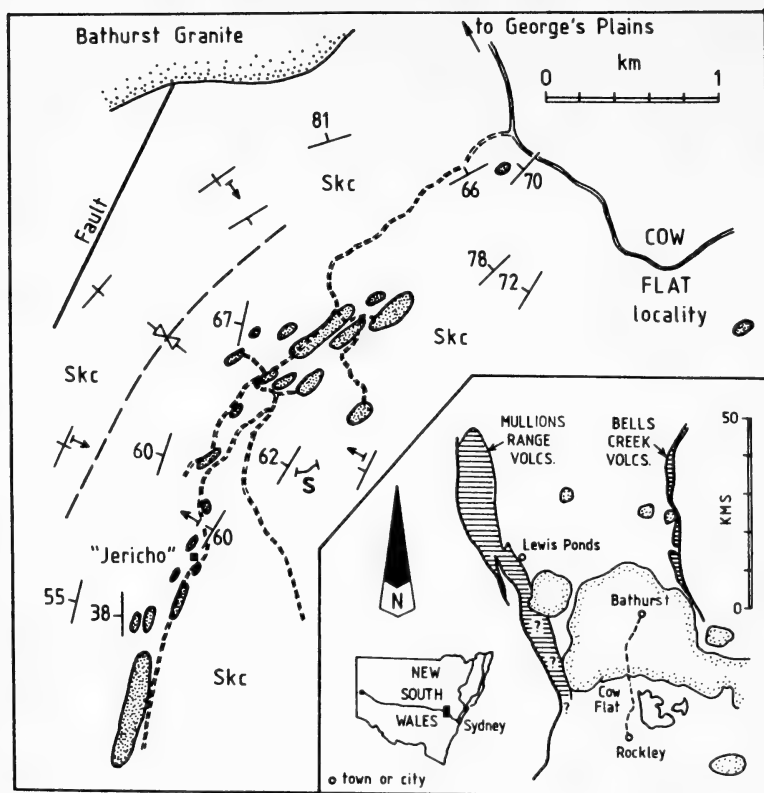 Bathurst Granite
to George's Plains
0 1
km
81
Skc
Fault
66
70
COW
FLAT
locality
78
72
67
Skc
Skc
60
62
S
60
"Jericho"
55
38
Skc
N
MULLIONS
RANGE
VOLCS.
BELLS
CREEK
VOLCS.
50
KMS
0
Lewis Ponds
Bathurst
?
?
?
Cow
Flat
Rockley
NEW
SOUTH
WALES
Sydney
o town or city